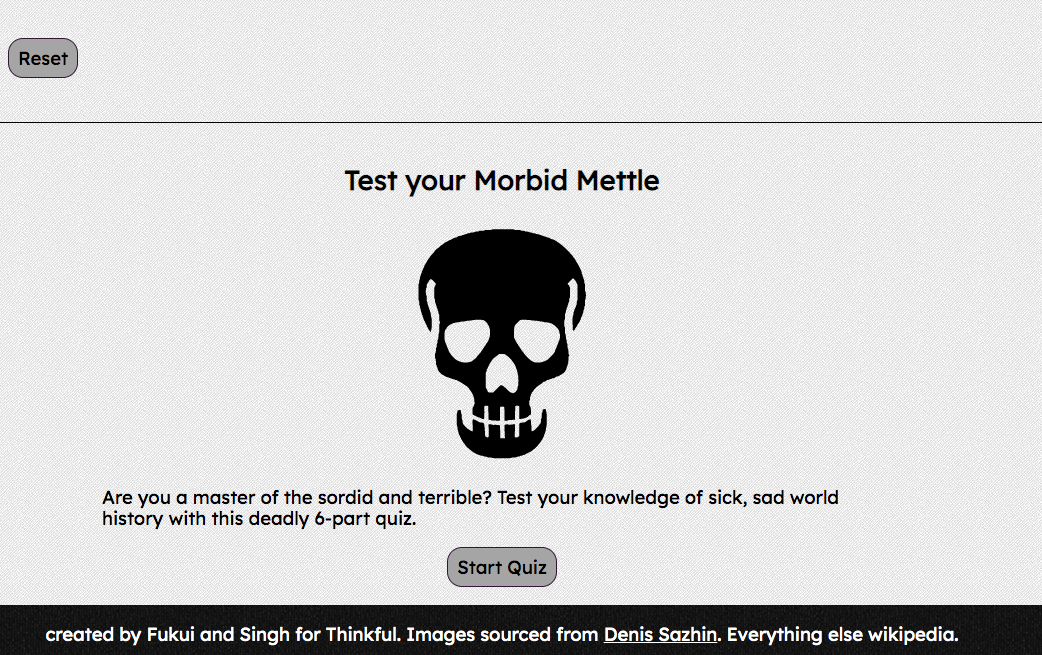 Reset
Test your Morbid Mettle
Are you a master of the sordid and terrible? Test your knowledge of sick, sad world
history with this deadly 6-part quiz.
Start Quiz
created by Fukui and Singh for Thinkful. Images sourced from Denis Sazhin. Everything else wikipedia.